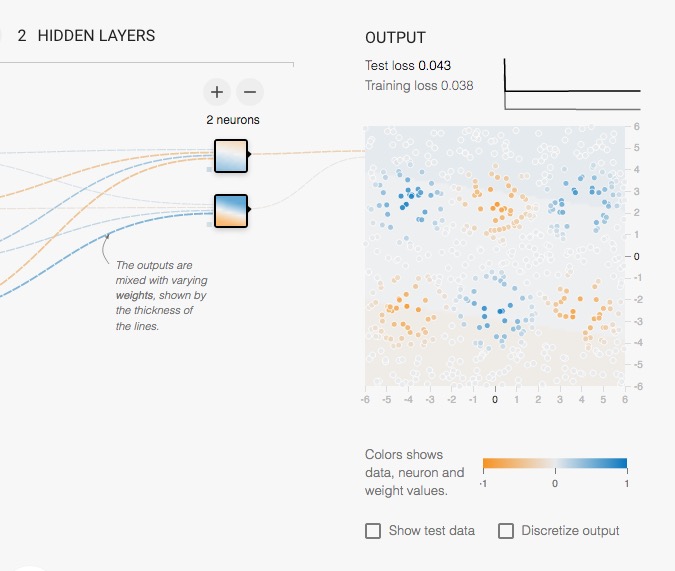 2 HIDDEN LAYERS
OUTPUT
Test loss 0.043
Training loss 0.038
+ −
2 neurons
The outputs are
mixed with varying
weights, shown by
the thickness of
the lines.
6
5
4
3
2
1
0
-1
-2
-3
-4
-5
-6
-6 -5 -4 -3 -2 -1 0 1 2 3 4 5 6
Colors shows
data, neuron and
weight values.
-1 0 1
Show test data
Discretize output